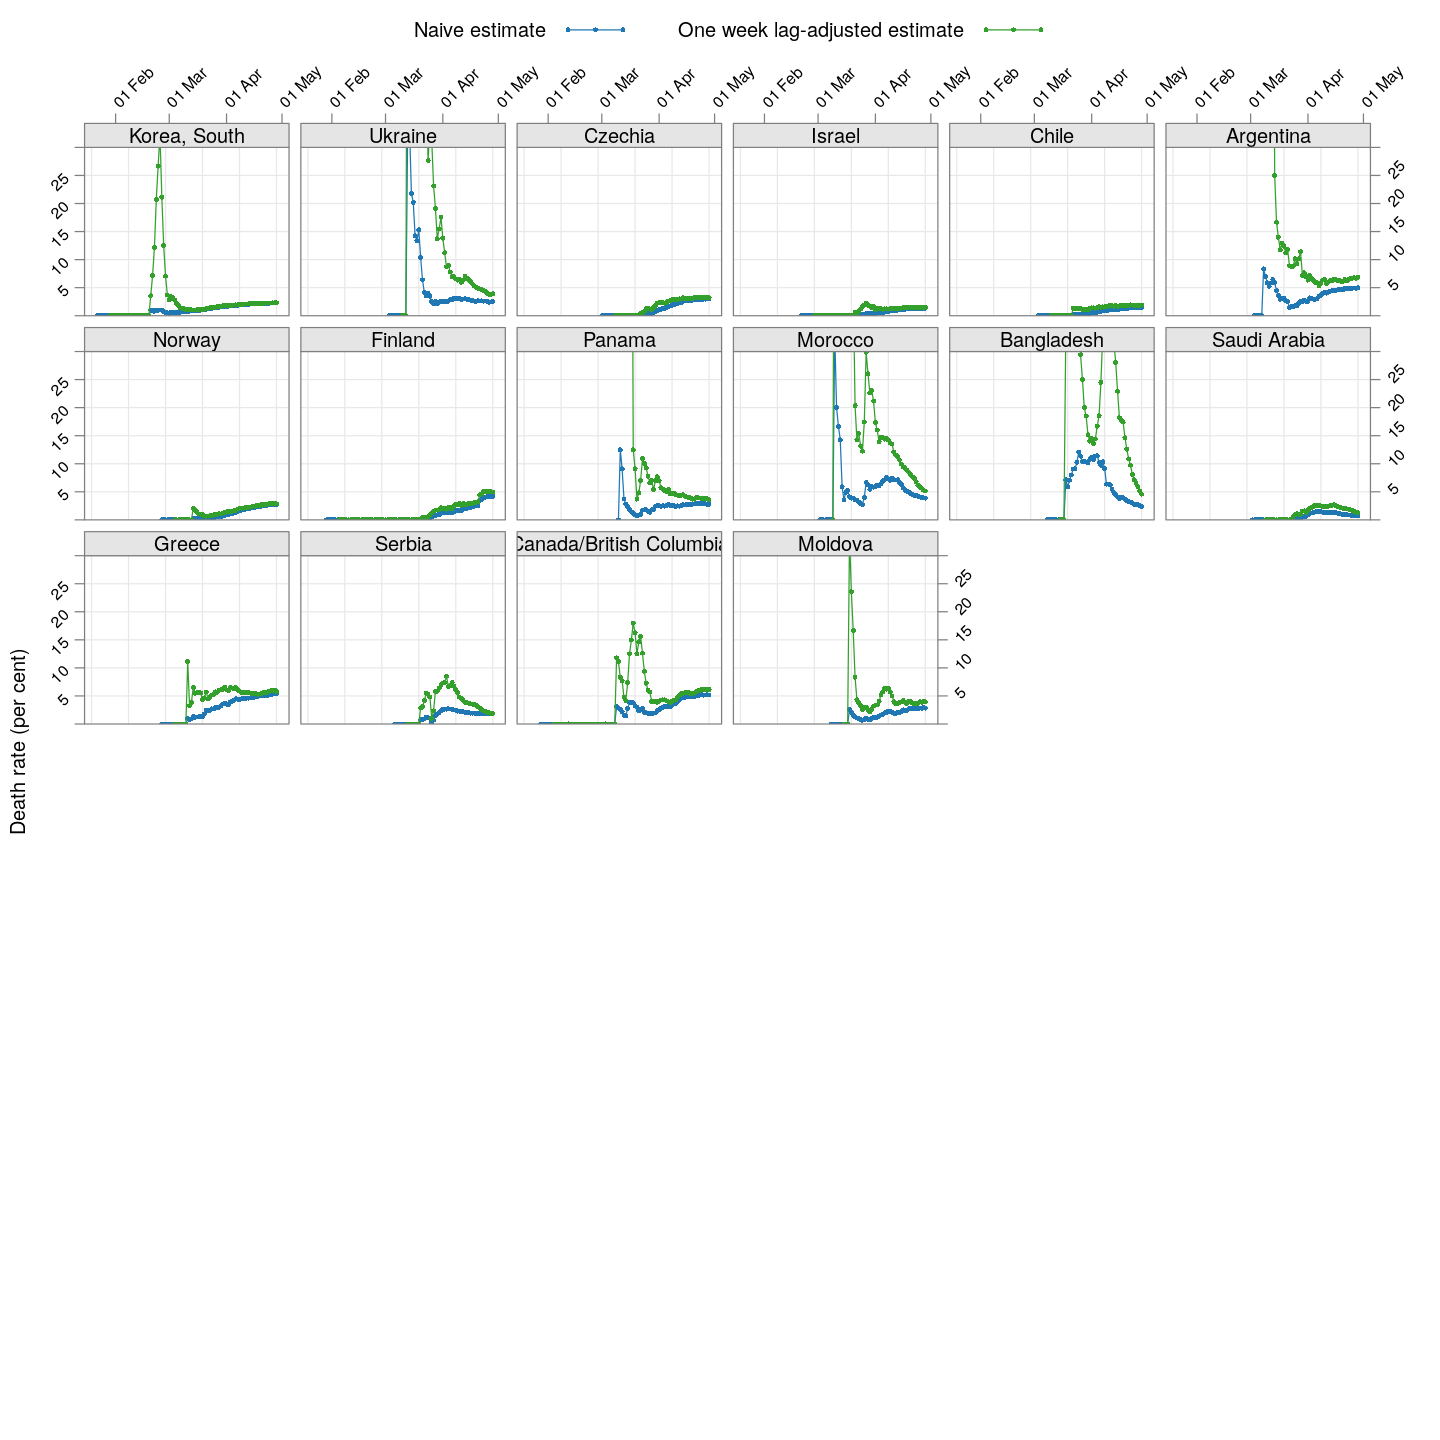 Naive estimate One week lag-adjusted estimate
01 Feb 01 Mar 01 Apr 01 May 01 Feb 01 Mar 01 Apr 01 May 01 Feb 01 Mar 01 Apr 01 May 01 Feb 01 Mar 01 Apr 01 May 01 Feb 01 Mar 01 Apr 01 May 01 Feb 01 Mar 01 Apr 01 May
Korea, South Ukraine Czechia Israel Chile Argentina
25 25
20 20
15 15
10 10
5 5
Norway Finland Panama Morocco Bangladesh Saudi Arabia
25 25
20 20
15 15
10 10
5 5
Greece Serbia Canada/British Columbia Moldova
25 25
20 20
15 15
10 10
5 5
Death rate (per cent)